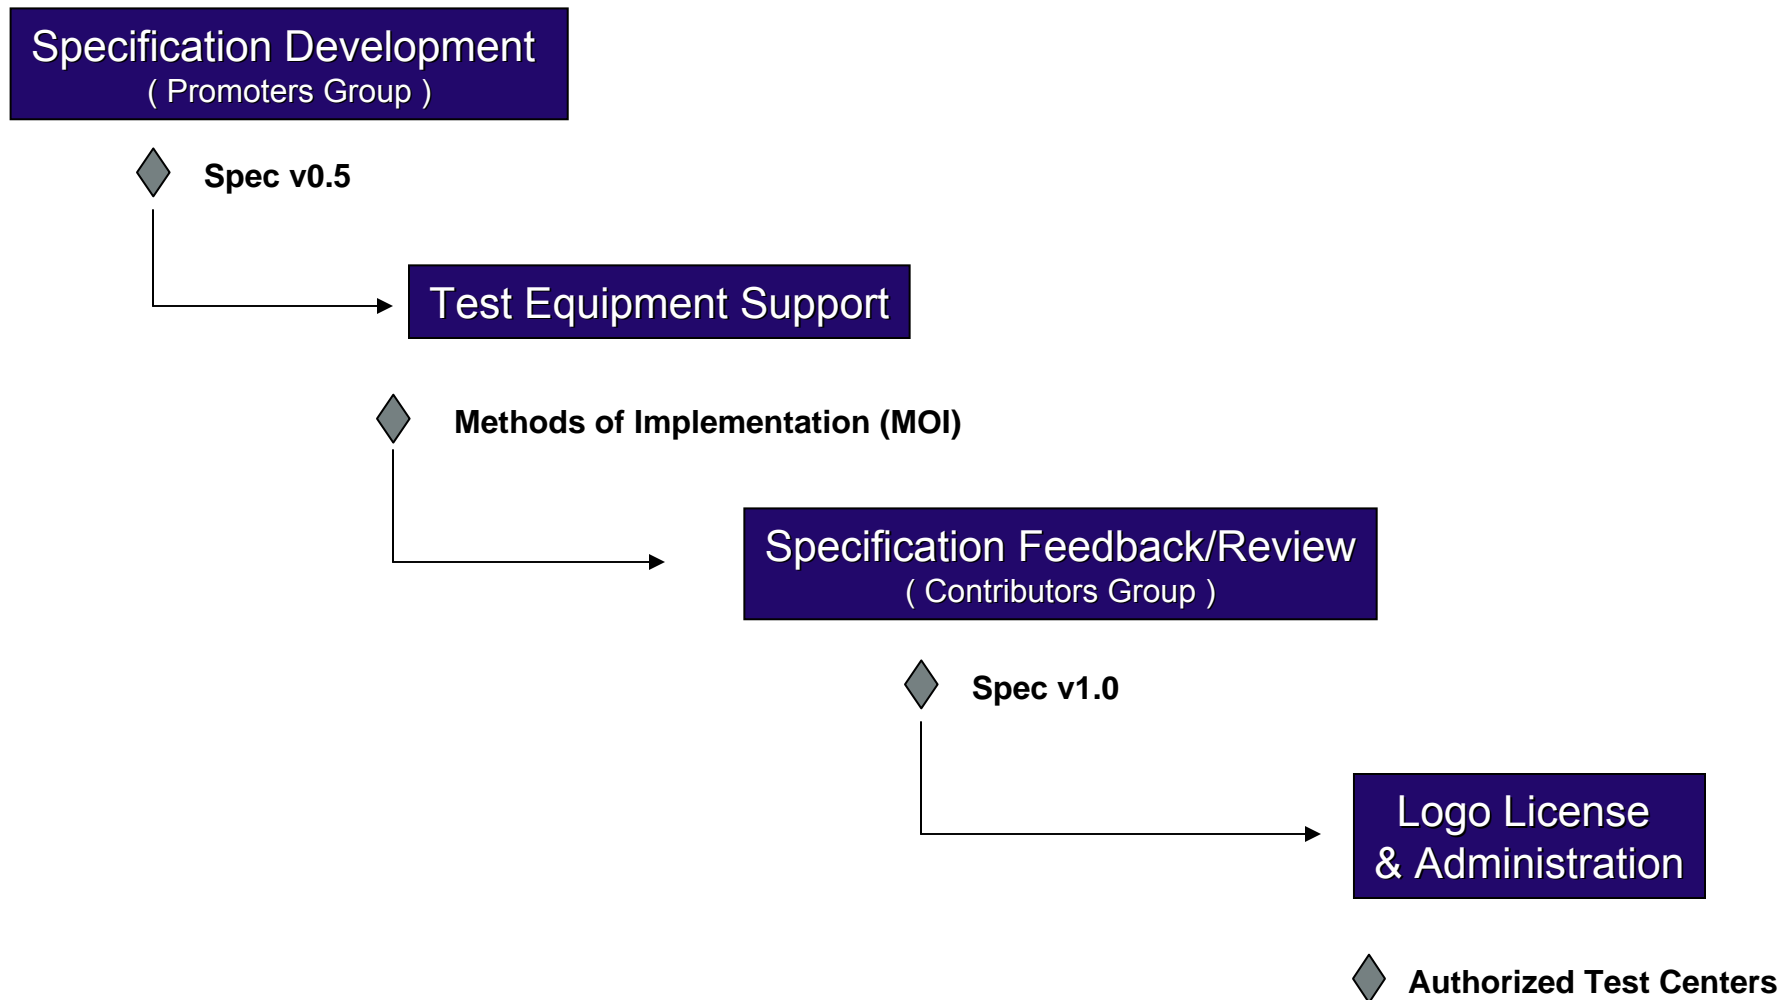 Specification Development
( Promoters Group )
Spec v0.5
Test Equipment Support
Methods of Implementation (MOI)
Specification Feedback/Review
( Contributors Group )
Spec v1.0
Logo License
& Administration
Authorized Test Centers